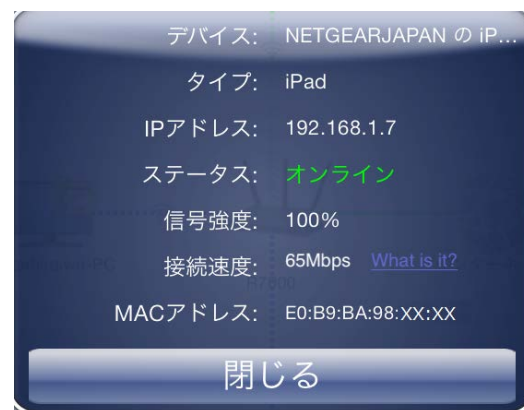 デバイス: NETGEARJAPAN の iP...
タイプ: iPad
IPアドレス: 192.168.1.7
ステータス: オンライン
信号強度: 100%
接続速度: 65Mbps What is it?
MACアドレス: E0:B9:BA:98:XX:XX
閉じる